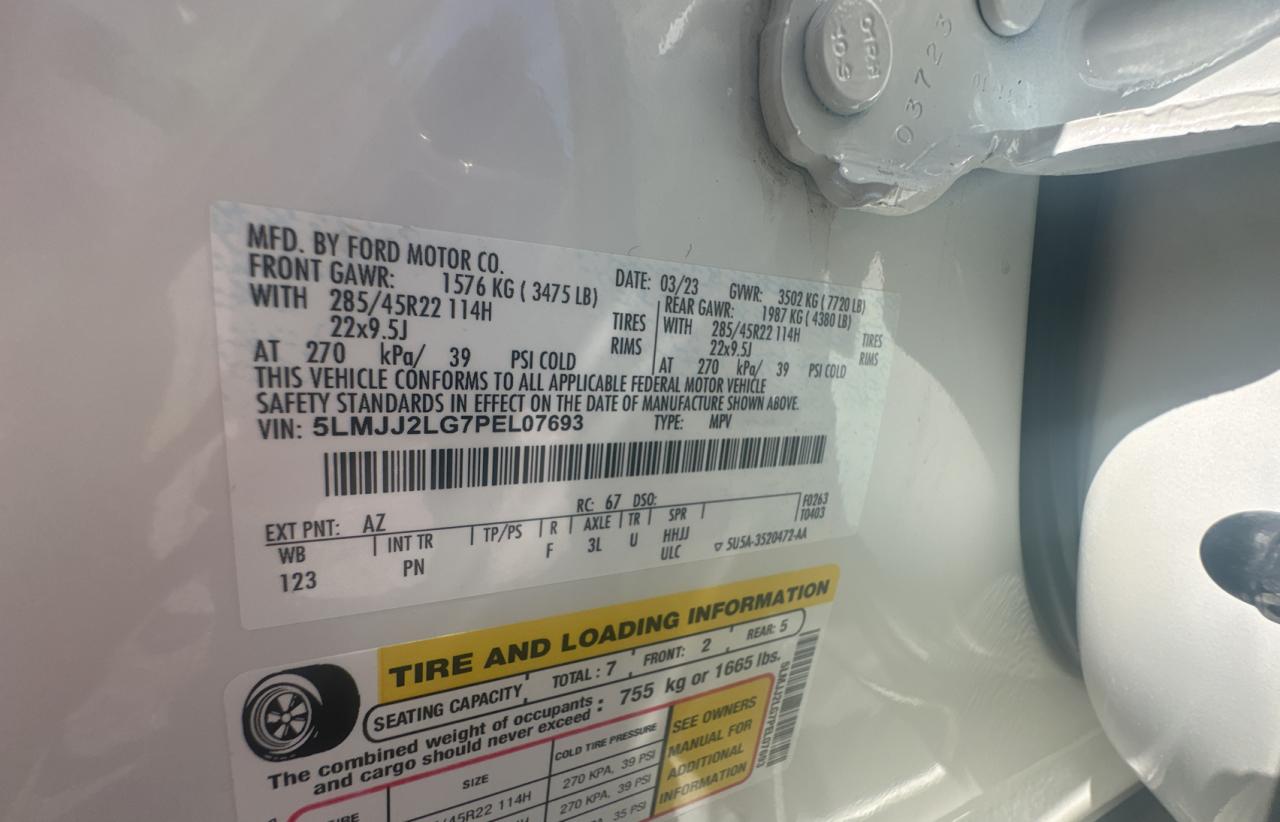 03723
MFD. BY FORD MOTOR CO.
DATE: 03/23 GVWR: 3502 KG ( 7720 LB)
FRONT GAWR: 1576 KG ( 3475 LB)
REAR GAWR: 1987 KG ( 4380 LB)
WITH 285/45R22 114H TIRES
WITH 285/45R22 114H TIRES
22x9.5J RIMS
22x9.5J RIMS
AT 270 kPa/ 39 PSI COLD
AT 270 kPa/ 39 PSI COLD
THIS VEHICLE CONFORMS TO ALL APPLICABLE FEDERAL MOTOR VEHICLE
SAFETY STANDARDS IN EFFECT ON THE DATE OF MANUFACTURE SHOWN ABOVE.
VIN: 5LMJJ2LG7PEL07693 TYPE: MPV
EXT PNT: AZ RC: 67 DSO: F0263
T0403
WB INT TR TP/PS R AXLE TR SPR
123 PN F 3L U HHJJ
ULC ▽ 5U5A-3520472-AA
TIRE AND LOADING INFORMATION
SEATING CAPACITY TOTAL : 7 FRONT: 2 REAR: 5
The combined weight of occupants : 755 kg or 1665 lbs.
and cargo should never exceed
SIZE COLD TIRE PRESSURE
/45R22 114H 270 KPA, 39 PSI
270 KPA, 39 PSI
35 PSI
SEE OWNERS
MANUAL FOR
ADDITIONAL
INFORMATION
5LMJJ2LG7PEL07693